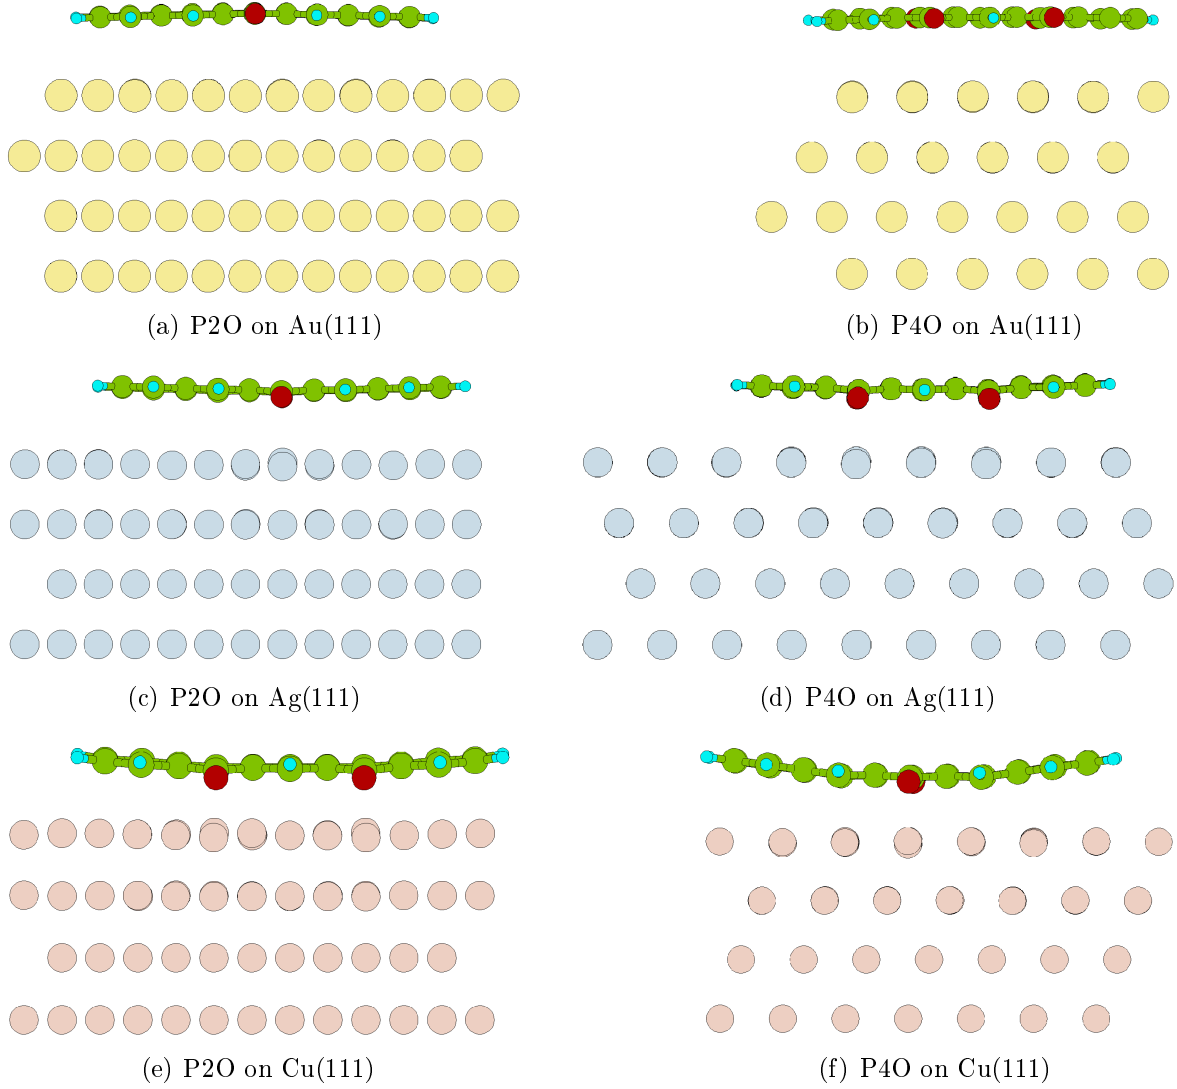 (a) P2O on Au(111)
(b) P4O on Au(111)
(c) P2O on Ag(111)
(d) P4O on Ag(111)
(e) P2O on Cu(111)
(f) P4O on Cu(111)